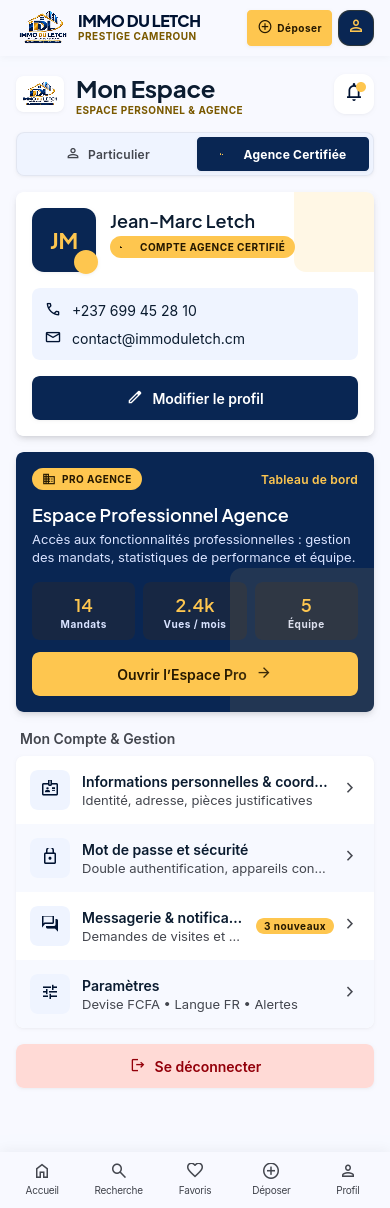 IMMO DU LETCH
PRESTIGE CAMEROUN
Déposer
Mon Espace
ESPACE PERSONNEL & AGENCE
Particulier
Agence Certifiée
JM
Jean-Marc Letch
COMPTE AGENCE CERTIFIÉ
+237 699 45 28 10
contact@immoduletch.cm
Modifier le profil
PRO AGENCE
Tableau de bord
Espace Professionnel Agence
Accès aux fonctionnalités professionnelles : gestion
des mandats, statistiques de performance et équipe.
14
Mandats
2.4k
Vues / mois
5
Équipe
Ouvrir l'Espace Pro
Mon Compte & Gestion
Informations personnelles & coord...
Identité, adresse, pièces justificatives
Mot de passe et sécurité
Double authentification, appareils con...
Messagerie & notifica...
Demandes de visites et ...
3 nouveaux
Paramètres
Devise FCFA • Langue FR • Alertes
Se déconnecter
Accueil
Recherche
Favoris
Déposer
Profil